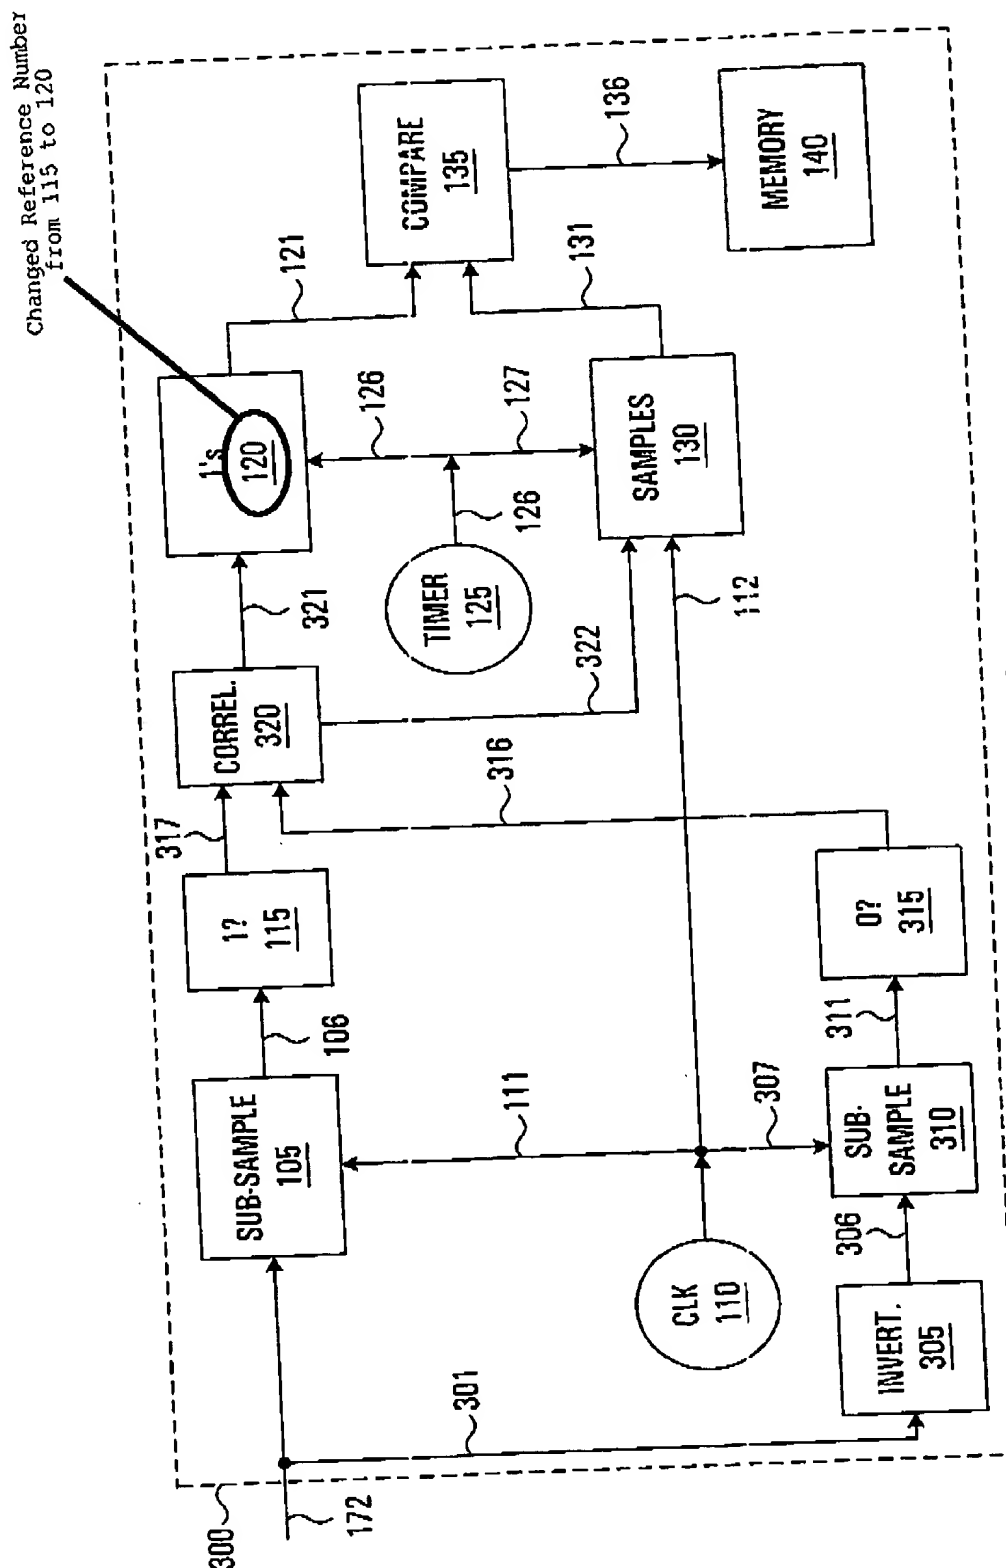 Changed Reference Number
from 115 to 120
300
172
301
SUB-SAMPLE
105
106
1?
115
317
CORREL.
320
321
1's
120
121
COMPARE
135
136
MEMORY
140
126
127
126
TIMER
125
131
SAMPLES
130
322
112
316
111
CLK
110
307
INVERT.
305
306
SUB-
SAMPLE
310
311
0?
315